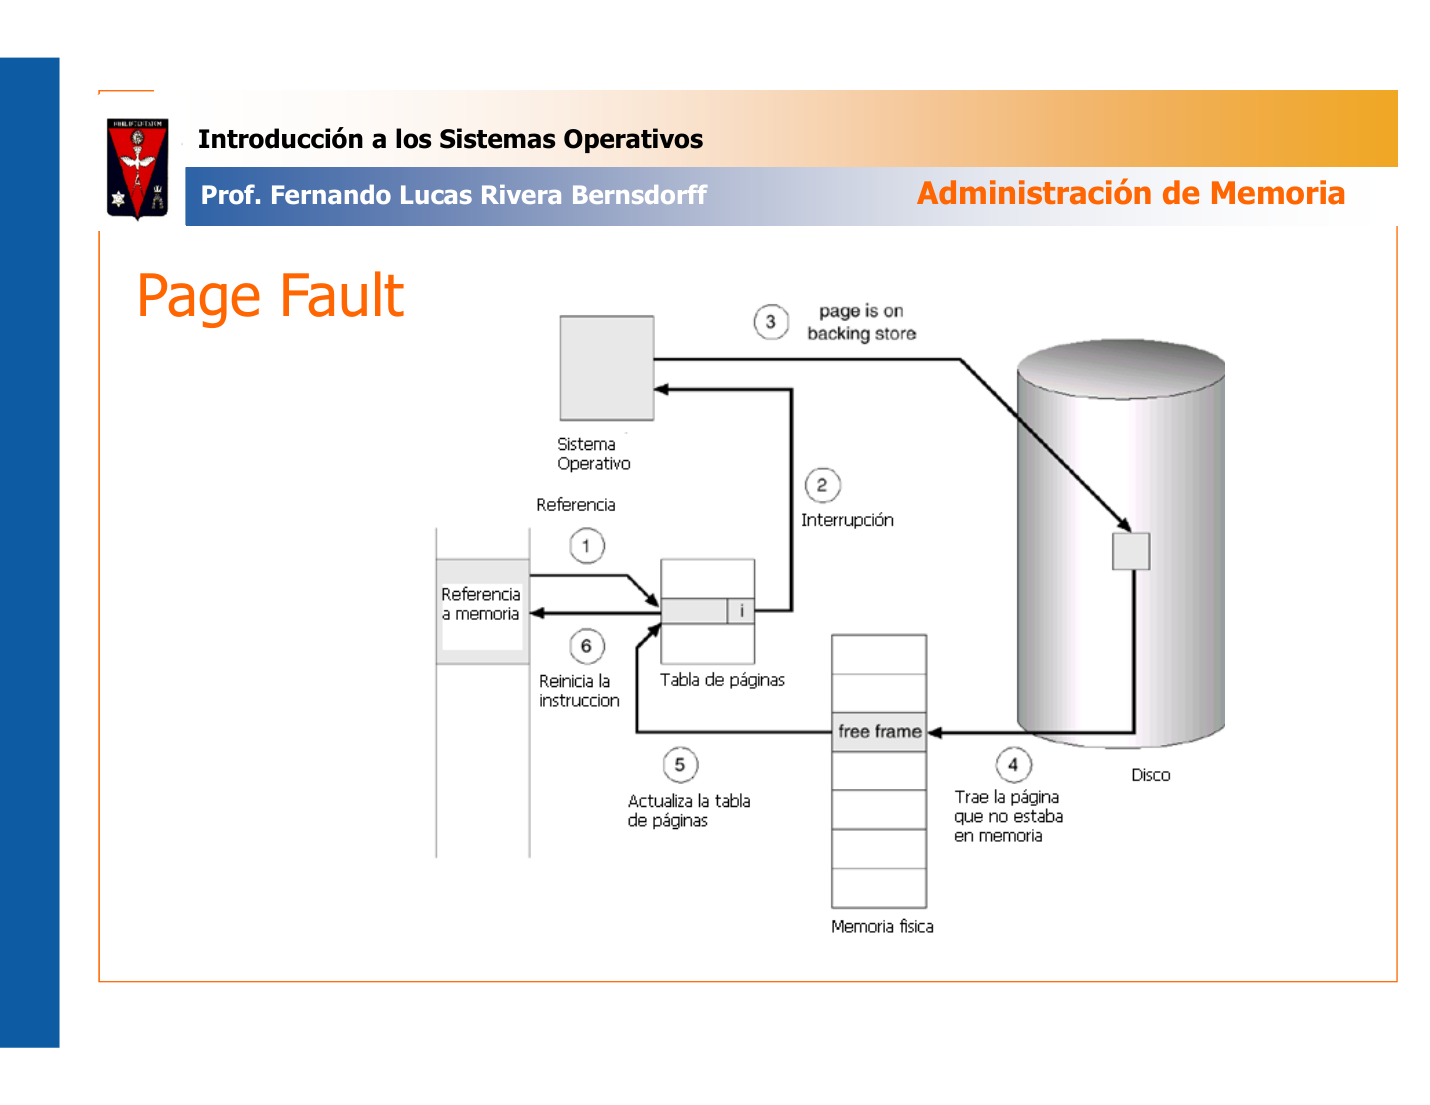 Introducción a los Sistemas Operativos
Prof. Fernando Lucas Rivera Bernsdorff
Administración de Memoria
Page Fault
3
page is on
backing store
Sistema
Operativo
2
Interrupción
Referencia
1
Referencia
a memoria
i
6
Reinicia la
instruccion
Tabla de páginas
free frame
5
Actualiza la tabla
de páginas
4
Trae la página
que no estaba
en memoria
Disco
Memoria fisica